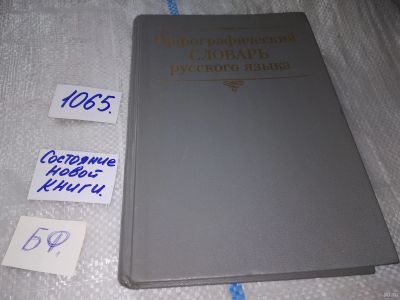 Орфографический
СЛОВАРЬ
русского языка
1065.
Состояние
новой
книги.
БФ.